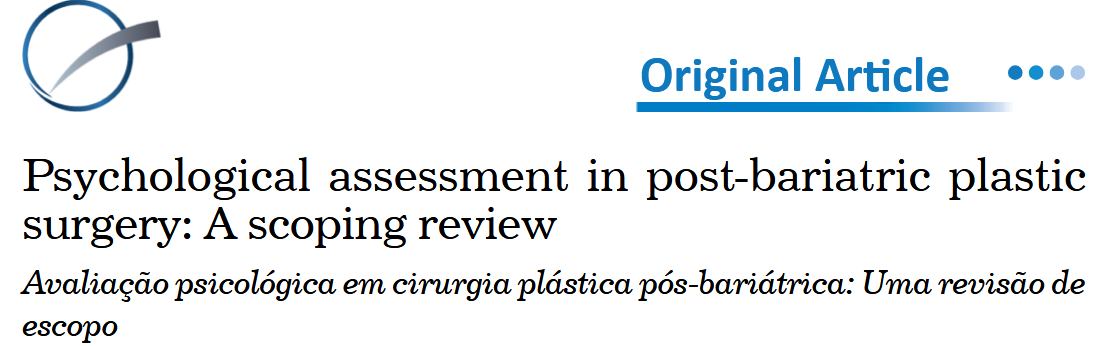 Original Article
Psychological assessment in post-bariatric plastic
surgery: A scoping review
Avaliação psicológica em cirurgia plástica pós-bariátrica: Uma revisão de
escopo